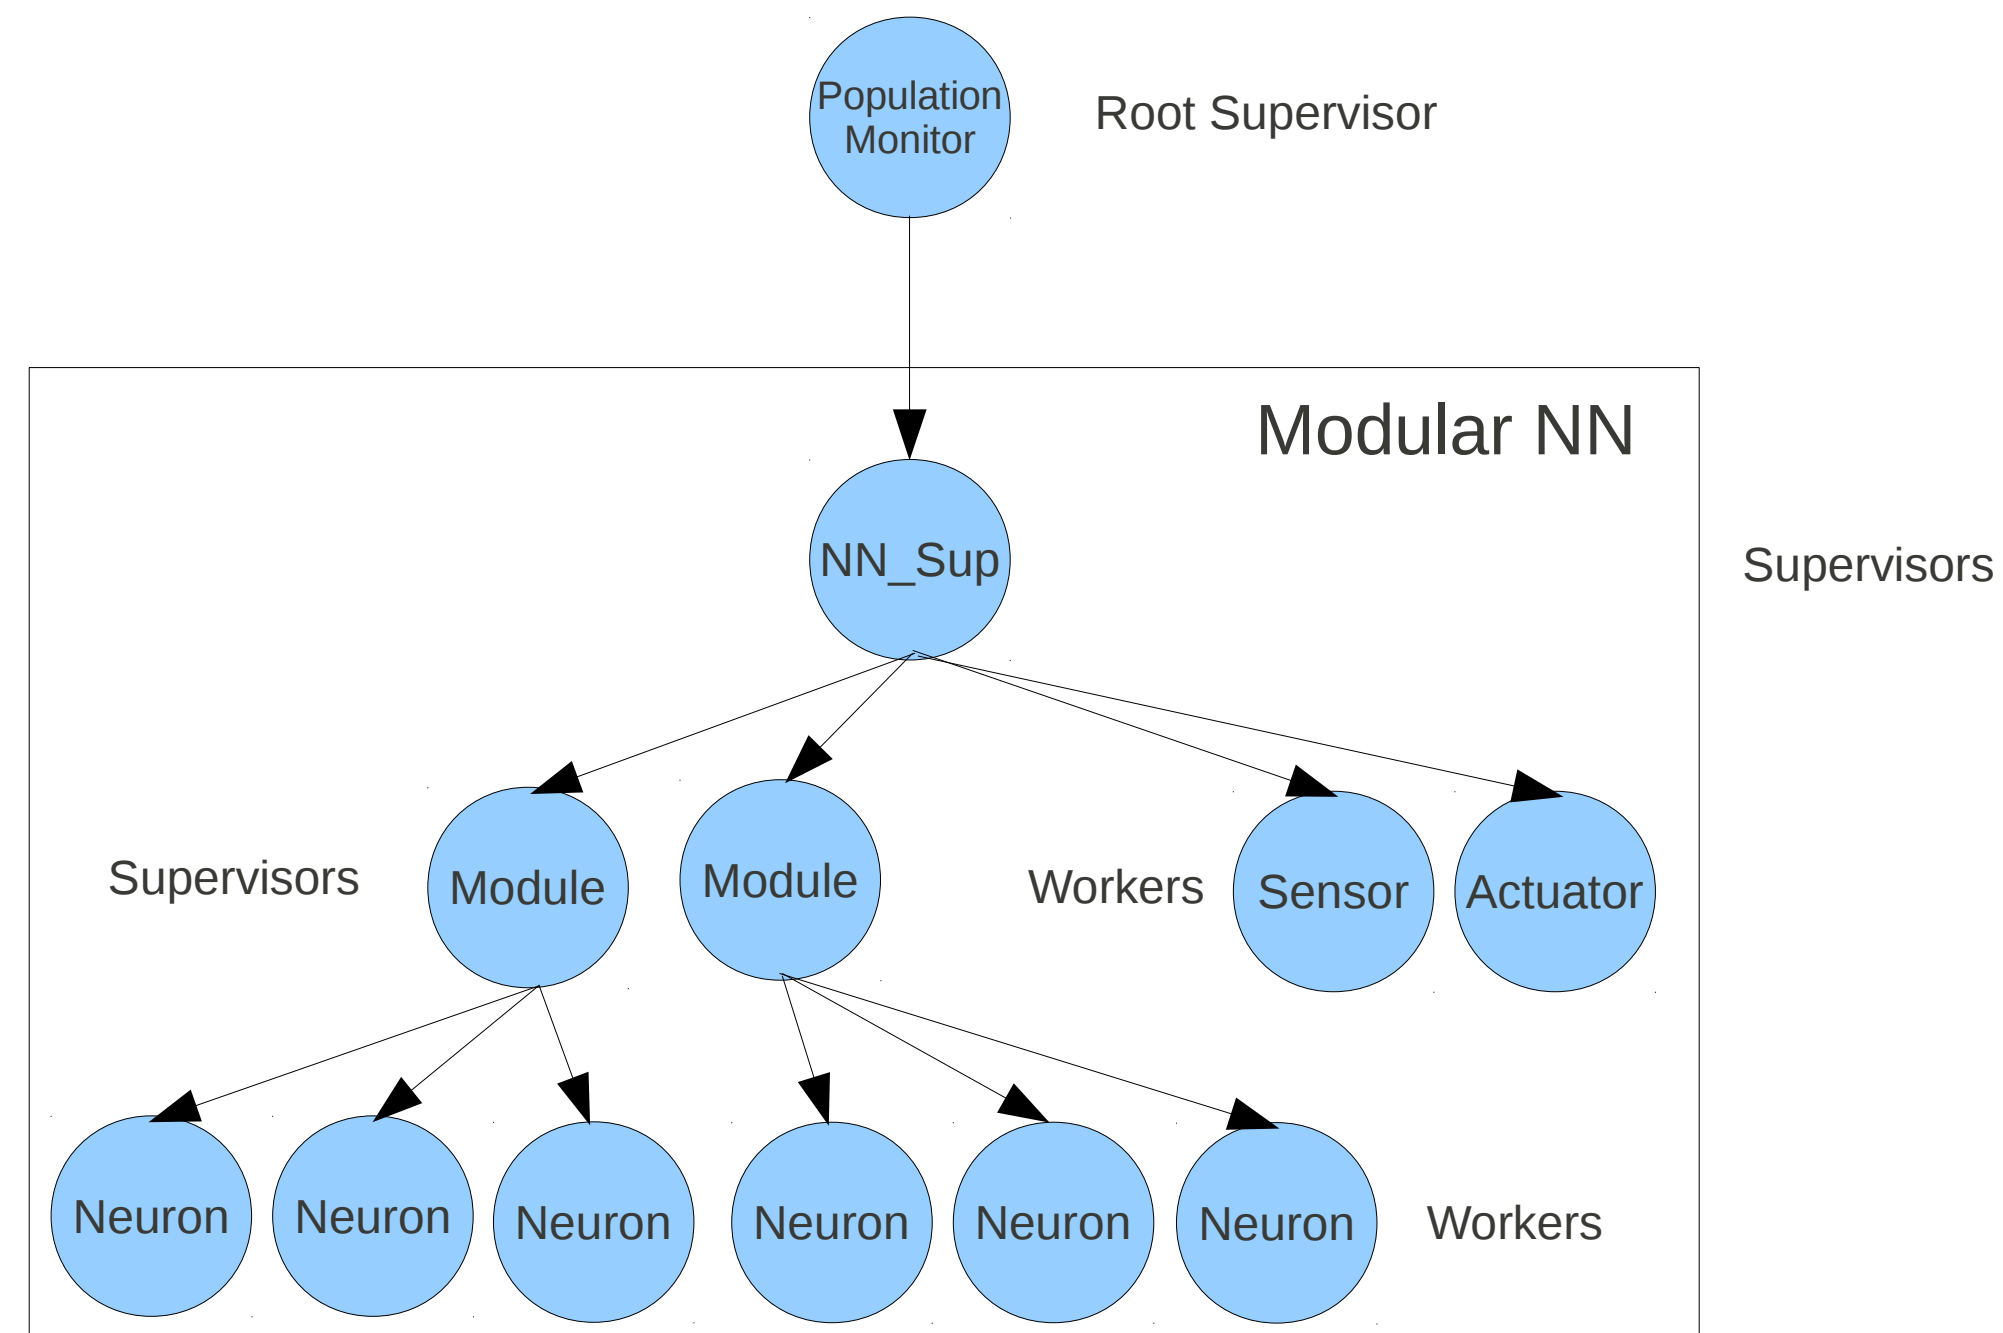 Population
Monitor
Root Supervisor
Modular NN
NN_Sup
Supervisors
Supervisors
Module
Module
Workers
Sensor
Actuator
Neuron
Neuron
Neuron
Neuron
Neuron
Neuron
Workers